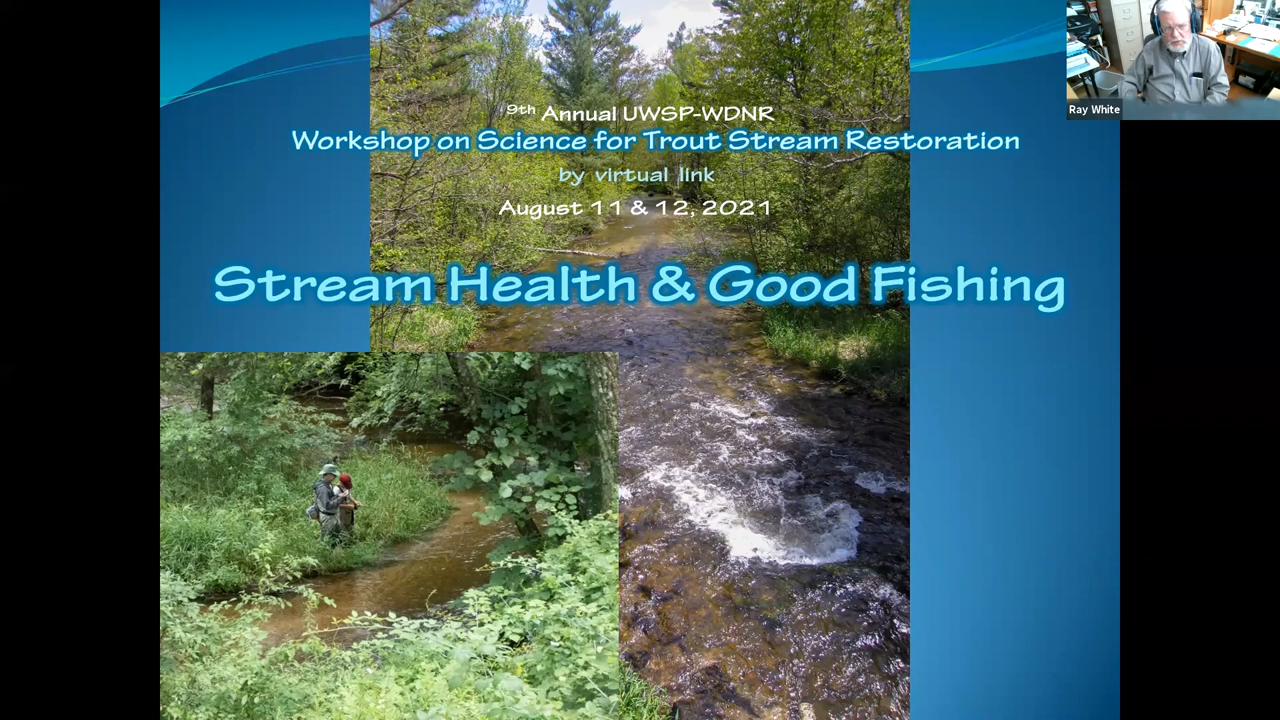 9th Annual UWSP-WDNR
Workshop on Science for Trout Stream Restoration
by virtual link
August 11 & 12, 2021
Stream Health & Good Fishing
Ray White